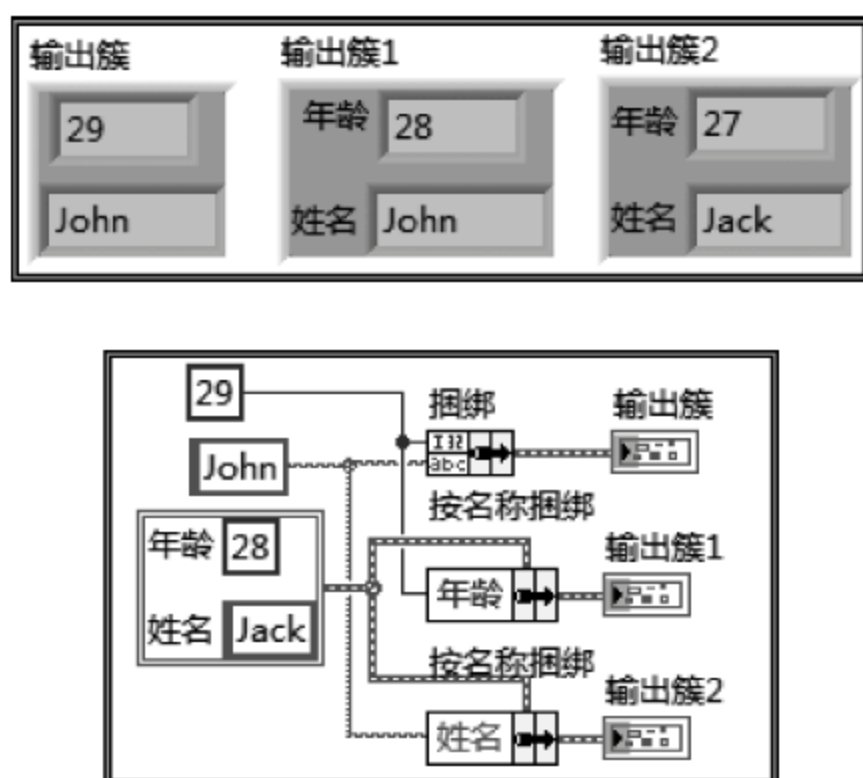 输出簇 输出簇1 输出簇2
29 年龄 28 年龄 27
John 姓名 John 姓名 Jack
29 捆绑 输出簇
I32
abc
John
按名称捆绑
年龄 28 年龄 输出簇1
姓名 Jack
按名称捆绑
姓名 输出簇2